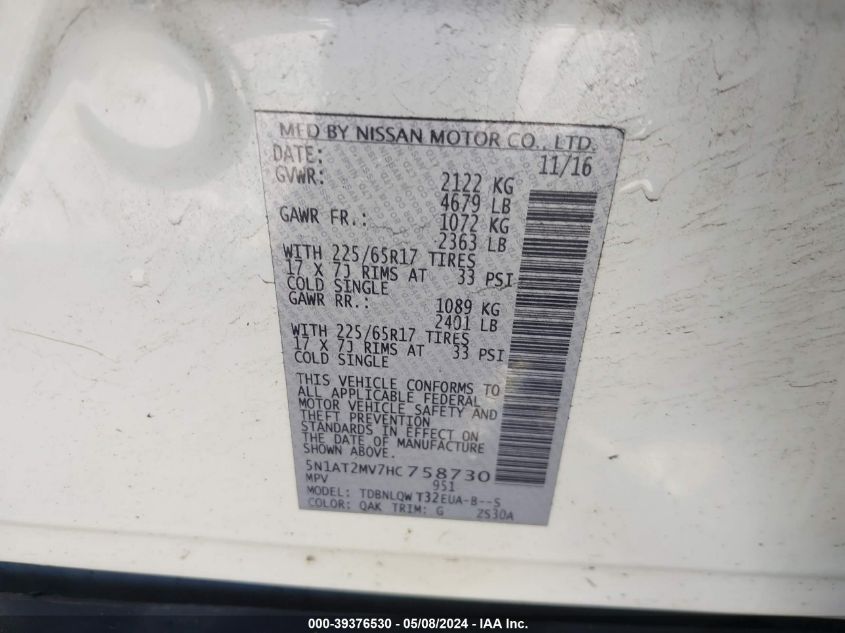 MFD BY NISSAN MOTOR CO., LTD.
DATE: 11/16
GVWR: 2122 KG
4679 LB
GAWR FR.: 1072 KG
2363 LB
WITH 225/65R17 TIRES
17 X 7J RIMS AT 33 PSI
COLD SINGLE
GAWR RR.: 1089 KG
2401 LB
WITH 225/65R17 TIRES
17 X 7J RIMS AT 33 PSI
COLD SINGLE
THIS VEHICLE CONFORMS TO
ALL APPLICABLE FEDERAL
MOTOR VEHICLE SAFETY AND
THEFT PREVENTION
STANDARDS IN EFFECT ON
THE DATE OF MANUFACTURE
SHOWN ABOVE.
5N1AT2MV7HC758730
MPV 951
MODEL: TDBNLQW T32EUA-B--S
COLOR: QAK TRIM: G 2S30A
000-39376530 - 05/08/2024 - IAA Inc.